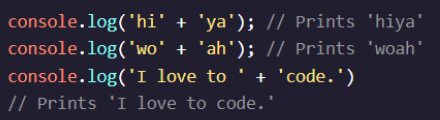 console.log('hi' + 'ya'); // Prints 'hiya'
console.log('wo' + 'ah'); // Prints 'woah'
console.log('I love to ' + 'code.')
// Prints 'I love to code.'